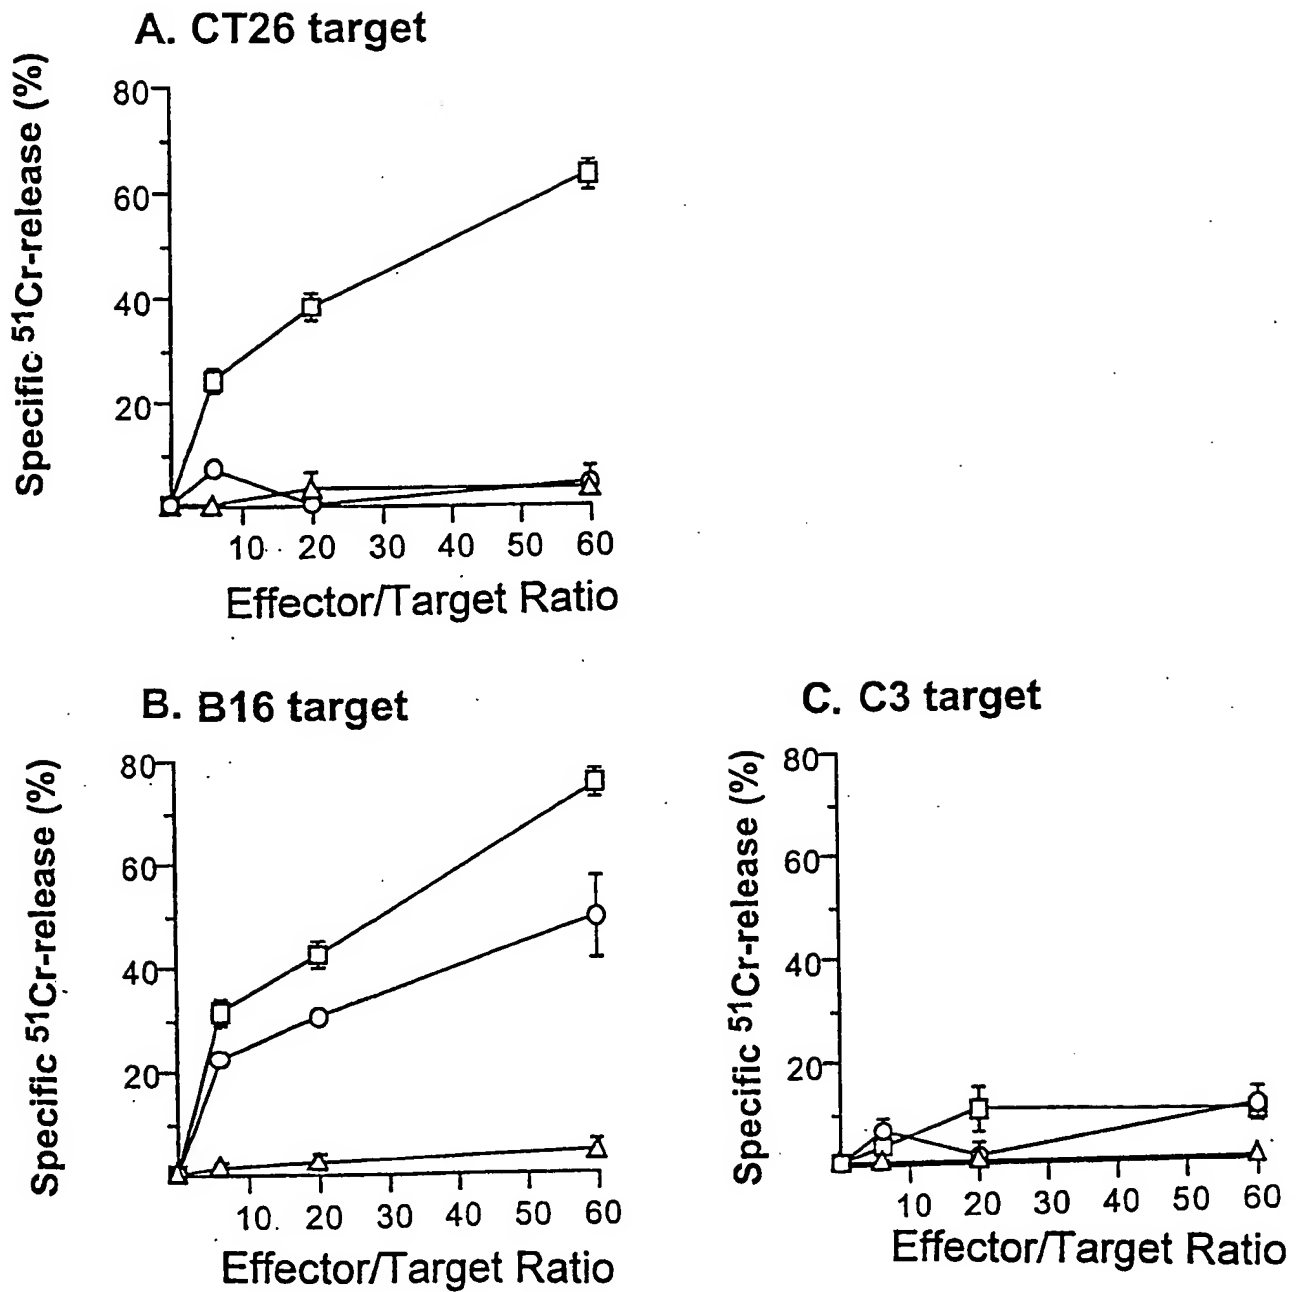 A. CT26 target
Specific ⁵¹Cr-release (%)
80
60
40
20
10 20 30 40 50 60
Effector/Target Ratio
B. B16 target
Specific ⁵¹Cr-release (%)
80
60
40
20
10 20 30 40 50 60
Effector/Target Ratio
C. C3 target
Specific ⁵¹Cr-release (%)
80
60
40
20
10 20 30 40 50 60
Effector/Target Ratio